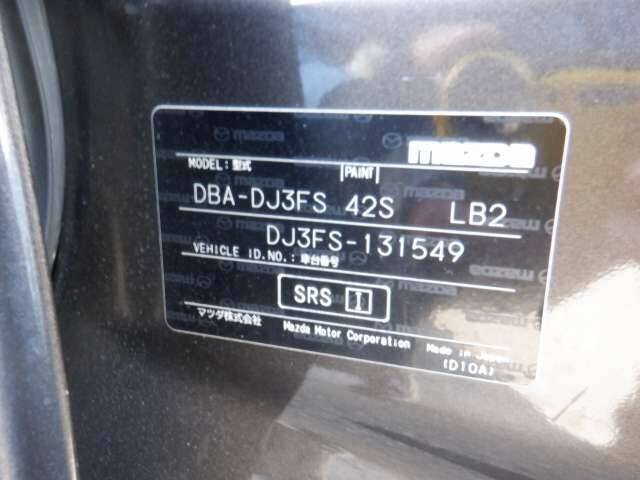 mazda
MODEL: 型式 PAINT
DBA-DJ3FS 42S LB2
DJ3FS-131549
VEHICLE ID.NO.: 車台番号
SRS I
マツダ株式会社 Mazda Motor Corporation Made in Japan
(D10A)